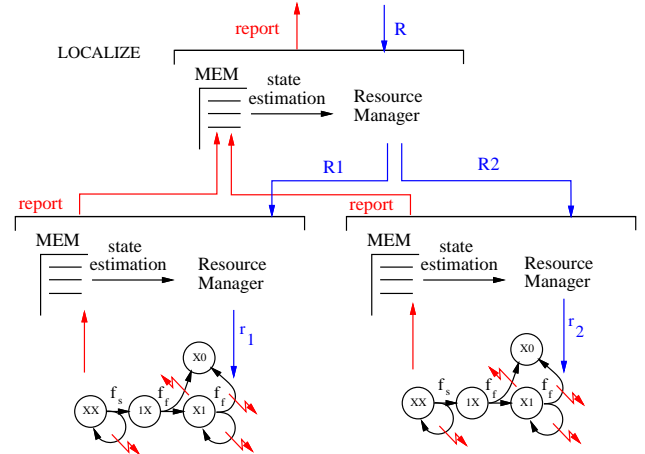 report
R
LOCALIZE
MEM
state
estimation
Resource
Manager
R1
R2
report
report
MEM
state
estimation
Resource
Manager
MEM
state
estimation
Resource
Manager
r1
r2
X0
X0
fs
ff
ff
fs
ff
ff
XX
1X
X1
XX
1X
X1